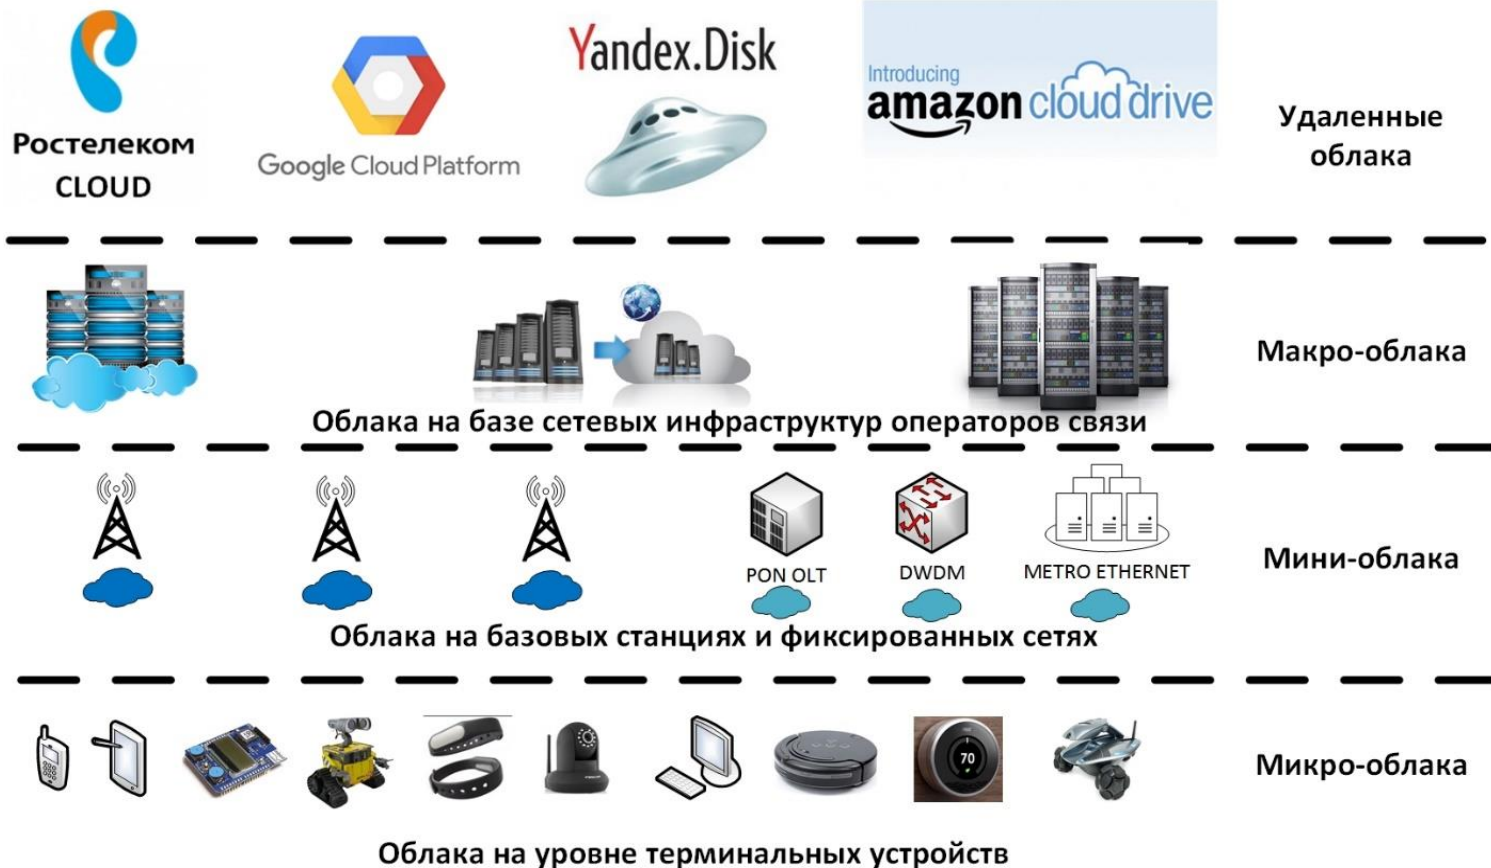 Ростелеком
CLOUD
Google Cloud Platform
Yandex.Disk
Introducing
amazon cloud drive
Удаленные
облака
Макро-облака
Облака на базе сетевых инфраструктур операторов связи
PON OLT
DWDM
METRO ETHERNET
Мини-облака
Облака на базовых станциях и фиксированных сетях
70
Микро-облака
Облака на уровне терминальных устройств